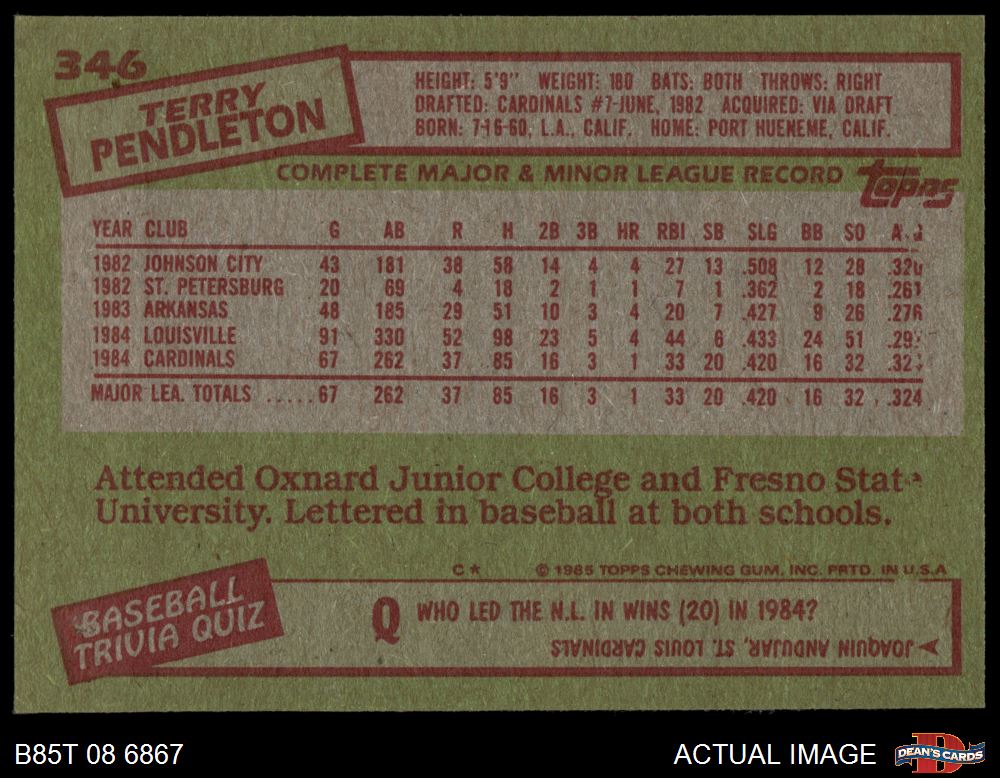 346
TERRY
PENDLETON
HEIGHT: 5'9" WEIGHT: 180 BATS: BOTH THROWS: RIGHT
DRAFTED: CARDINALS #7-JUNE, 1982 ACQUIRED: VIA DRAFT
BORN: 7-16-60, L.A., CALIF. HOME: PORT HUENEME, CALIF.
COMPLETE MAJOR & MINOR LEAGUE RECORD
topps
YEAR CLUB G AB R H 2B 3B HR RBI SB SLG BB SO
1982 JOHNSON CITY 43 181 38 58 14 4 4 27 13 .508 12 28 .320
1982 ST. PETERSBURG 20 69 4 18 2 1 1 7 1 .362 2 18 .261
1983 ARKANSAS 48 185 29 51 10 3 4 20 7 .427 9 26 .276
1984 LOUISVILLE 91 330 52 98 23 5 4 44 6 .433 24 51
1984 CARDINALS 67 262 37 85 16 3 1 33 20 .420 16 32
MAJOR LEA. TOTALS .....67 262 37 85 16 3 1 33 20 .420 16 32 .324
Attended Oxnard Junior College and Fresno State
University. Lettered in baseball at both schools.
C* © 1985 TOPPS CHEWING GUM, INC. PRTD. IN U.S.A
BASEBALL
TRIVIA QUIZ
Q WHO LED THE N.L. IN WINS (20) IN 1984?
JOAQUIN ANDUJAR, ST. LOUIS CARDINALS
B85T 08 6867
ACTUAL IMAGE
DEAN'S CARDS